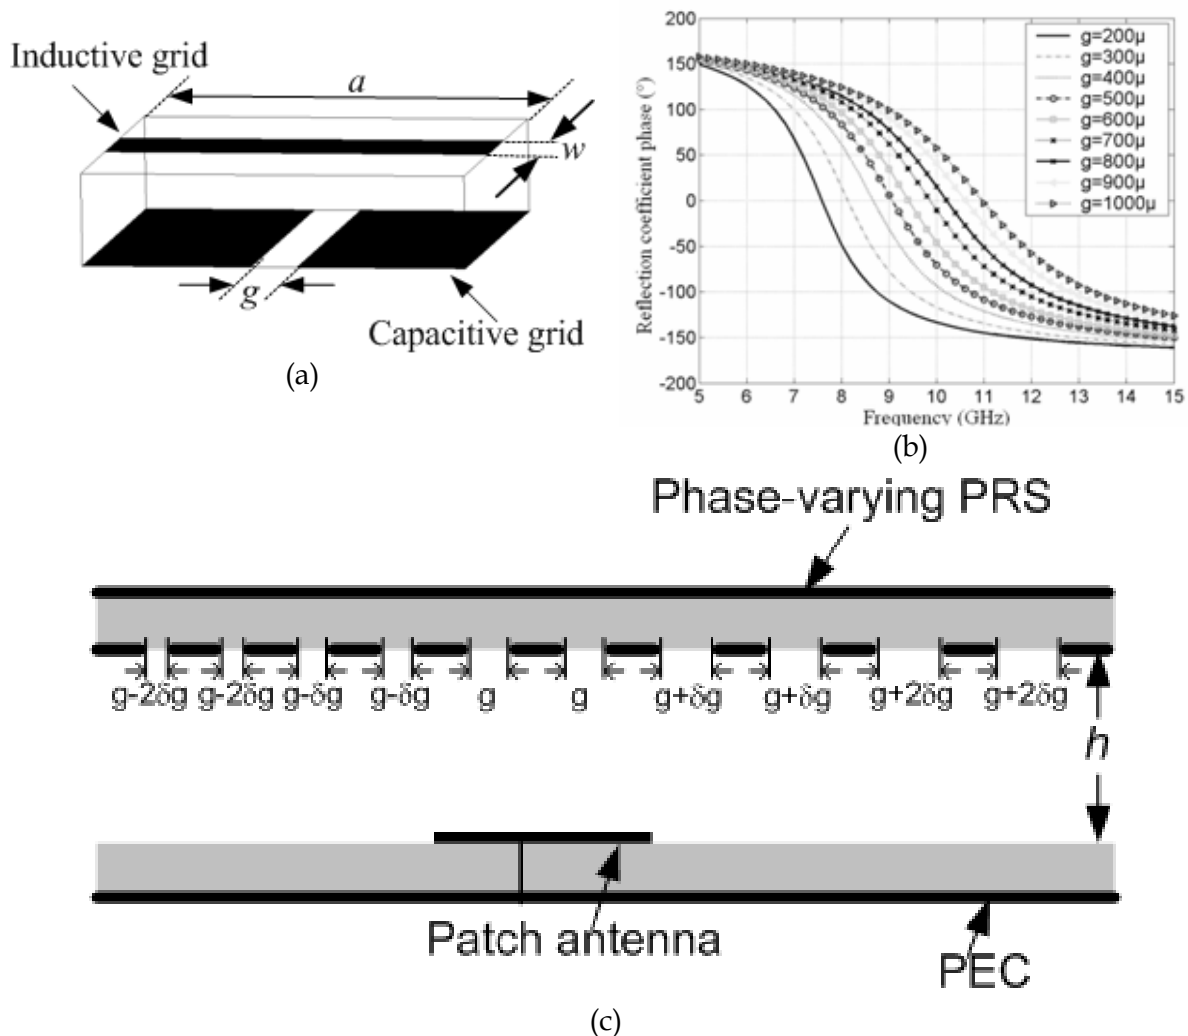 Inductive grid
a
w
g
Capacitive grid
(a)
200
150
100
50
0
-50
-100
-150
-200
5 6 7 8 9 10 11 12 13 14 15
Reflection coefficient phase (°)
Frequency (GHz)
g=200µ
g=300µ
g=400µ
g=500µ
g=600µ
g=700µ
g=800µ
g=900µ
g=1000µ
(b)
Phase-varying PRS
g-2δg g-2δg g-δg g-δg g g g+δg g+δg g+2δg g+2δg
h
Patch antenna
PEC
(c)